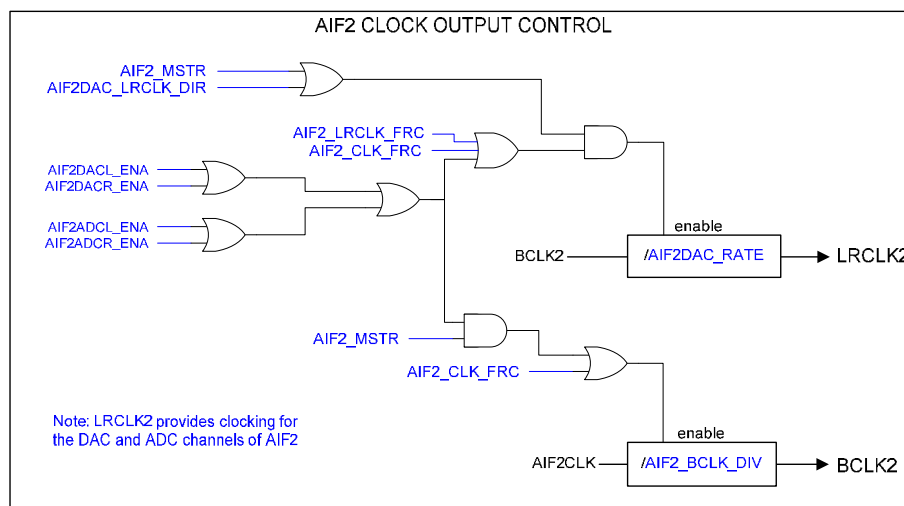 AIF2 CLOCK OUTPUT CONTROL
AIF2_MSTR
AIF2DAC_LRCLK_DIR
AIF2_LRCLK_FRC
AIF2_CLK_FRC
AIF2DACL_ENA
AIF2DACR_ENA
AIF2ADCL_ENA
AIF2ADCR_ENA
enable
BCLK2
/AIF2DAC_RATE
LRCLK2
AIF2_MSTR
AIF2_CLK_FRC
Note: LRCLK2 provides clocking for
the DAC and ADC channels of AIF2
enable
AIF2CLK
/AIF2_BCLK_DIV
BCLK2